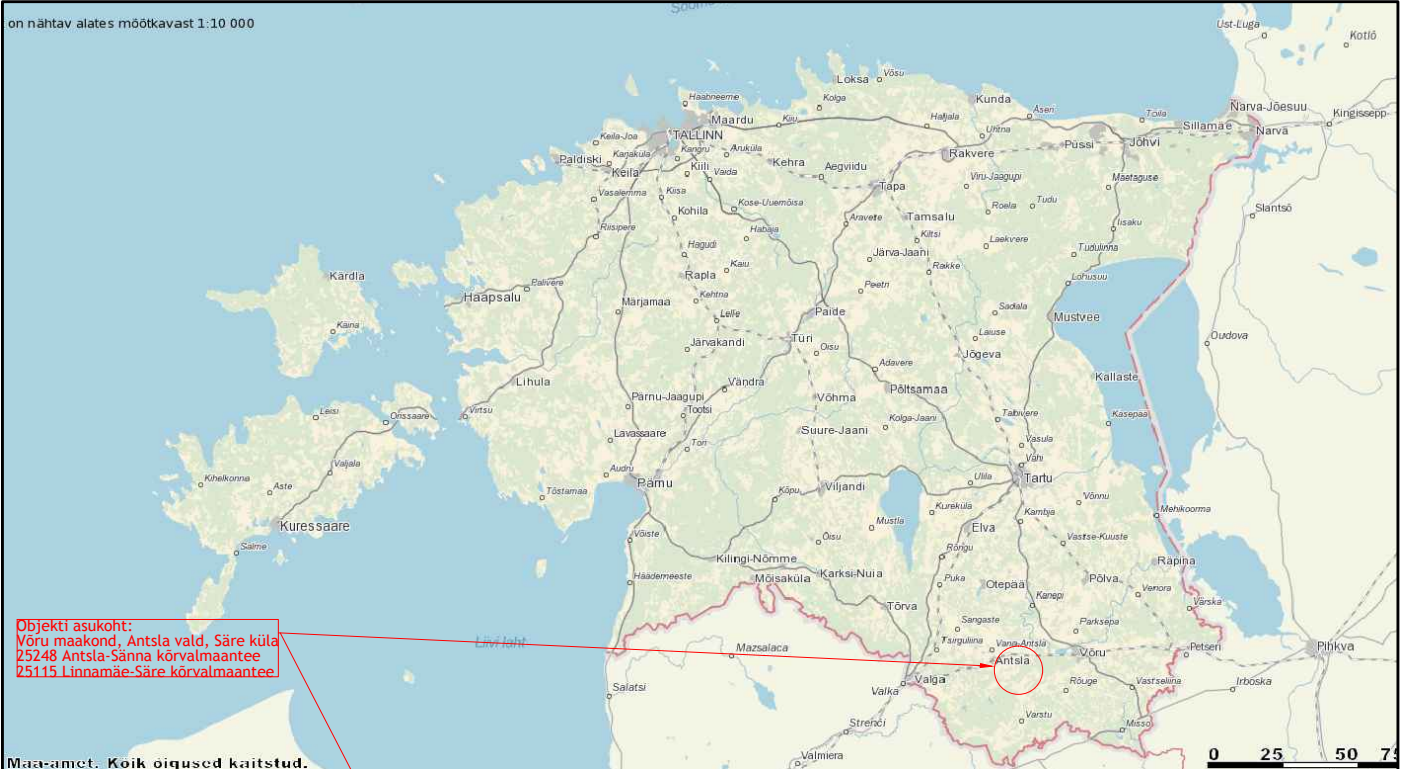 Soome
on nähtav alates mõõtkavast 1:10 000
Ust-Luga
Kotlõ
Loksa
Võsu
Haabneeme
Kolga
Kunda
Narva-Jõesuu
Maardu
Kiiu
Haljala
Aseri
Toila
Sillamäe
Kingissepp
Keila-Joa
TALLINN
Uhtna
Püssi
Jõhvi
Narva
Karjaküla
Kangru
Aruküla
Paldiski
Keila
Kiili
Vaida
Kehra
Aegviidu
Rakvere
Vasalemma
Kiisa
Tapa
Viru-Jaagupi
Mäetaguse
Kohila
Kose-Uuemõisa
Roela
Tudu
Slantsõ
Riisipere
Habaja
Aravete
Tamsalu
Iisaku
Hagudi
Kiltsi
Laekvere
Tudulinna
Kärdla
Rapla
Kaiu
Järva-Jaani
Rakke
Lohusuu
Haapsalu
Palivere
Märjamaa
Kehtna
Peetri
Sadala
Käina
Lelle
Paide
Mustvee
Järvakandi
Türi
Oisu
Laiuse
Oudova
Jõgeva
Lihula
Vändra
Adavere
Kallaste
Põltsamaa
Leisi
Orissaare
Virtsu
Pärnu-Jaagupi
Tootsi
Võhma
Kolga-Jaani
Tabivere
Kasepää
Lavassaare
Tori
Suure-Jaani
Vasula
Valjala
Vahi
Kihelkonna
Aste
Audru
Pärnu
Ulila
Tartu
Tõstamaa
Kõpu
Viljandi
Võnnu
Kuressaare
Mustla
Kureküla
Kambja
Mehikoorma
Elva
Salme
Võiste
Õisu
Rõngu
Vastse-Kuuste
Kilingi-Nõmme
Räpina
Häädemeeste
Mõisaküla
Karksi-Nuia
Puka
Otepää
Põlva
Veriora
Tõrva
Kanepi
Värska
Objekti asukoht:
Võru maakond, Antsla vald, Säre küla
25248 Antsla-Sänna kõrvalmaantee
25115 Linnamäe-Säre kõrvalmaantee
Sangaste
Parksepa
Liivi laht
Mazsalaca
Tsirguliina
Vana-Antsla
Antsla
Võru
Petseri
Pihkva
Salatsi
Valka
Valga
Rõuge
Vastseliina
Irboska
Varstu
Strenči
Misso
Valmiera
Maa-amet. Kõik õigused kaitstud.
0 25 50